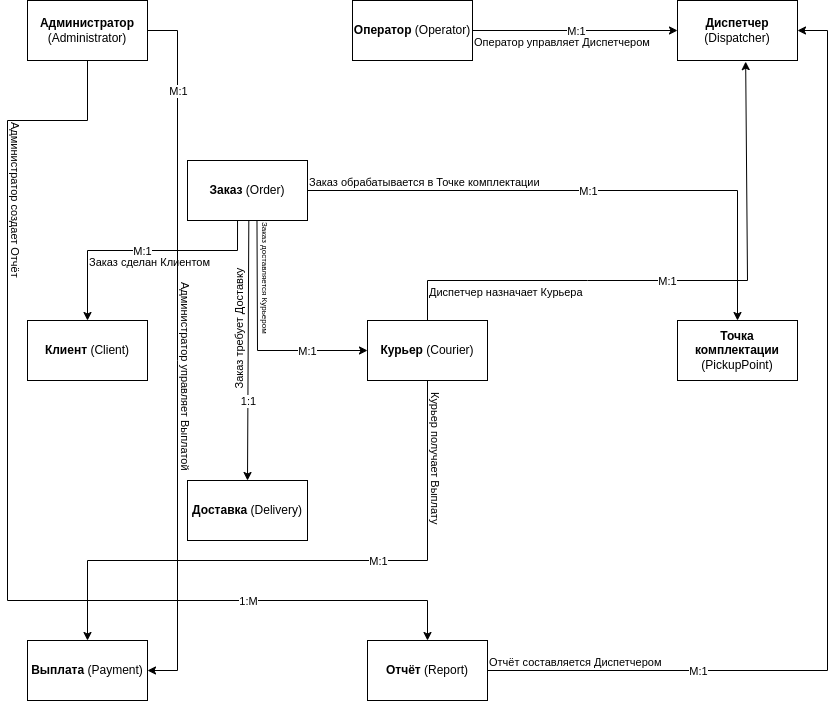 Администратор
(Administrator)
Оператор (Operator)
Диспетчер
(Dispatcher)
M:1
Оператор управляет Диспетчером
M:1
Администратор создает Отчёт
Заказ (Order)
Заказ обрабатывается в Точке комплектации
M:1
M:1
Заказ сделан Клиентом
Заказ доставляется Курьером
Заказ требует Доставку
Администратор управляет Выплатой
M:1
Диспетчер назначает Курьера
Клиент (Client)
M:1
Курьер (Courier)
Точка
комплектации
(PickupPoint)
1:1
Курьер получает Выплату
Доставка (Delivery)
M:1
1:M
Выплата (Payment)
Отчёт (Report)
Отчёт составляется Диспетчером
M:1